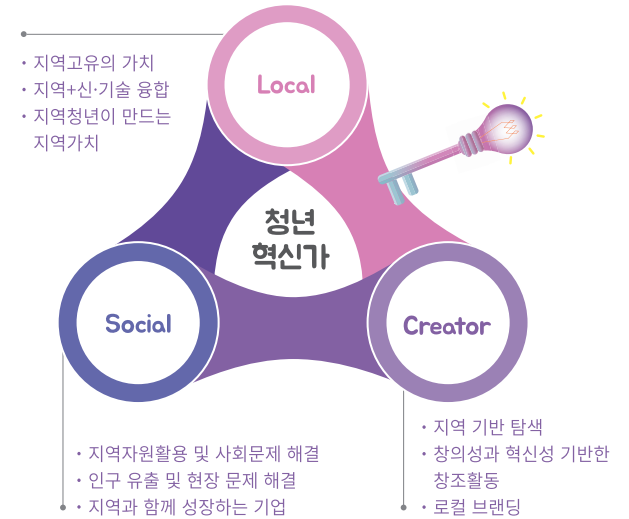 · 지역고유의 가치
· 지역+신·기술 융합
· 지역청년이 만드는
지역가치
Local
청년
혁신가
Social
Creator
· 지역자원활용 및 사회문제 해결
· 인구 유출 및 현장 문제 해결
· 지역과 함께 성장하는 기업
· 지역 기반 탐색
· 창의성과 혁신성 기반한
창조활동
· 로컬 브랜딩